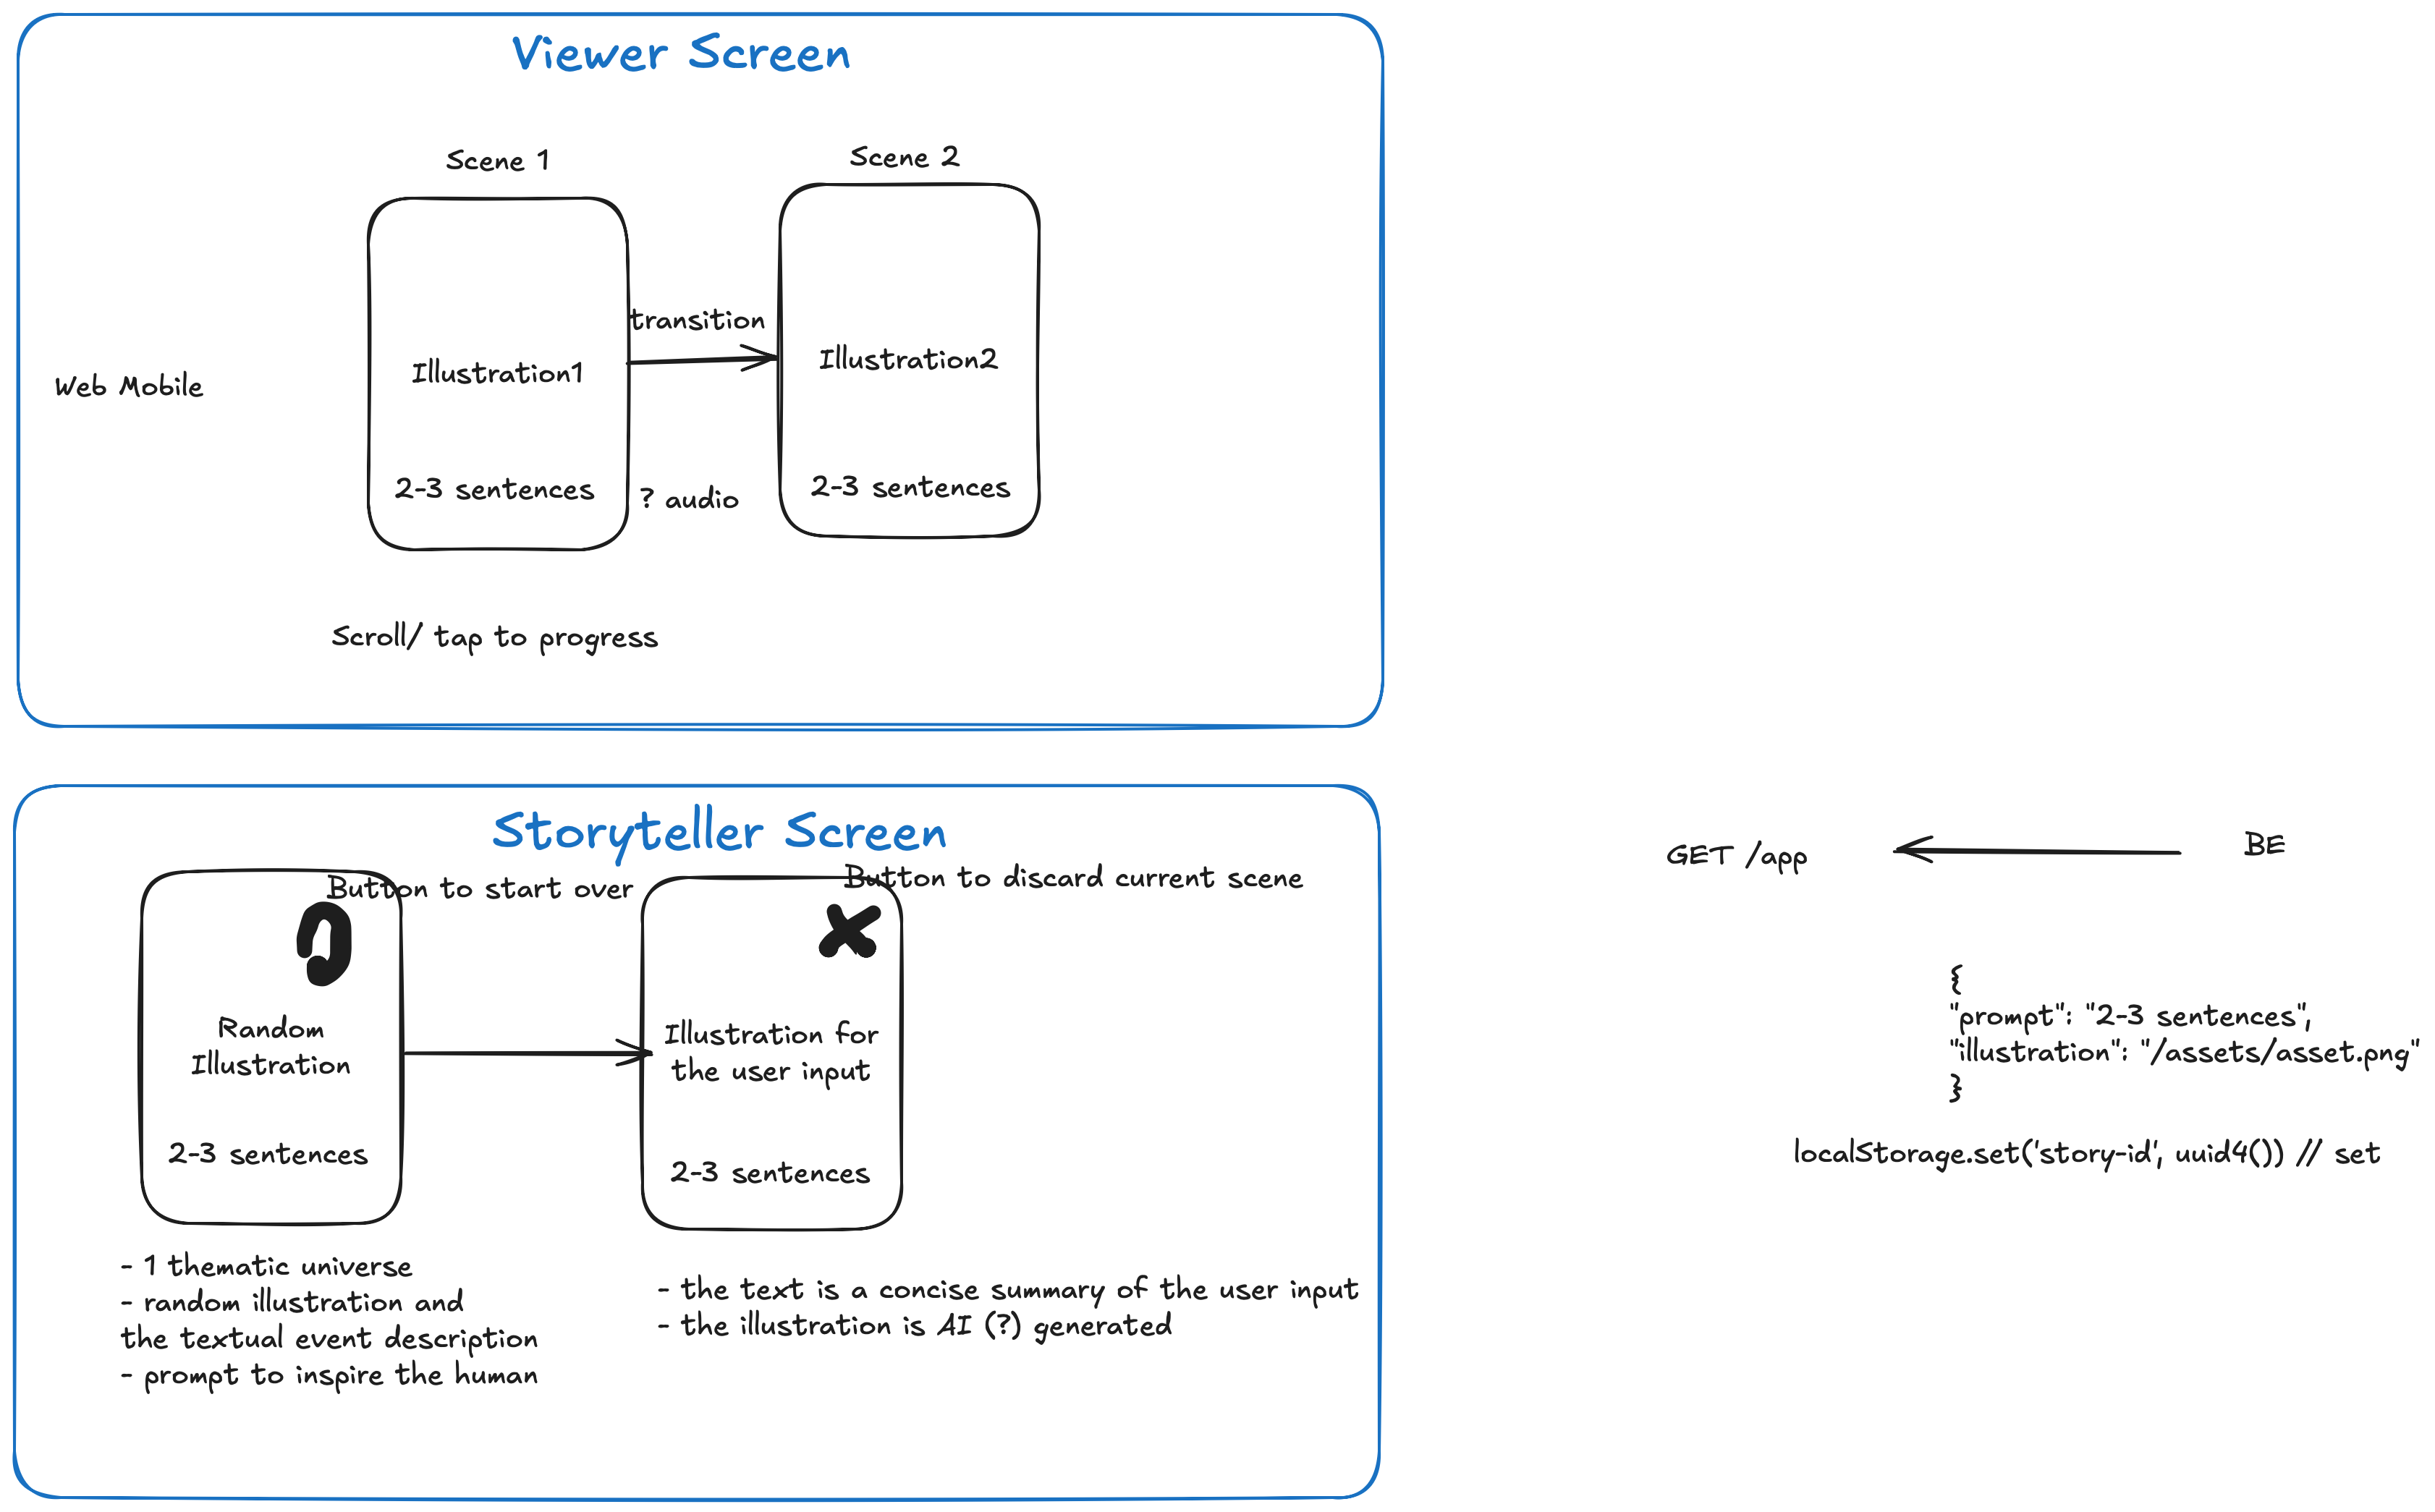 Viewer Screen
Scene 1
Scene 2
transition
Illustration1
Illustration2
Web Mobile
2-3 sentences
? audio
2-3 sentences
Scroll/ tap to progress
Storyteller Screen
Button to start over
Button to discard current scene
Random
Illustration
2-3 sentences
Illustration for
the user input
2-3 sentences
- 1 thematic universe
- random illustration and
the textual event description
- prompt to inspire the human
- the text is a concise summary of the user input
- the illustration is AI (?) generated
GET /app
BE
{
"prompt": "2-3 sentences",
"illustration": "/assets/asset.png"
}
localStorage.set('story-id', uuid4()) // set